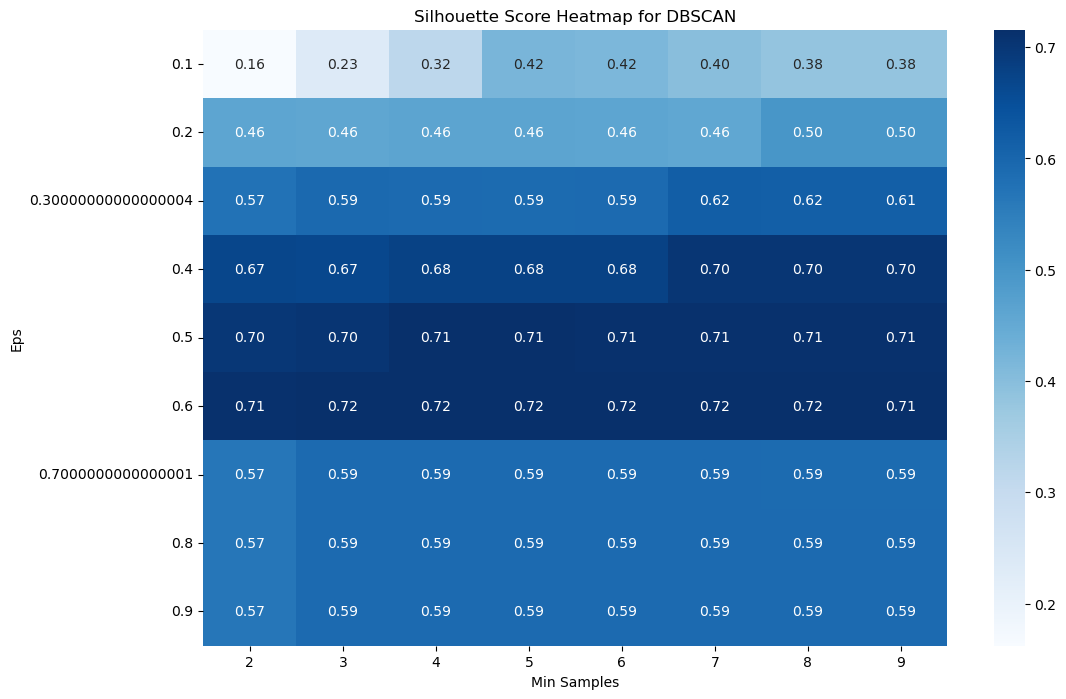 Silhouette Score Heatmap for DBSCAN
0.1 0.16 0.23 0.32 0.42 0.42 0.40 0.38 0.38
0.2 0.46 0.46 0.46 0.46 0.46 0.46 0.50 0.50
0.30000000000000004 0.57 0.59 0.59 0.59 0.59 0.62 0.62 0.61
0.4 0.67 0.67 0.68 0.68 0.68 0.70 0.70 0.70
0.5 0.70 0.70 0.71 0.71 0.71 0.71 0.71 0.71
0.6 0.71 0.72 0.72 0.72 0.72 0.72 0.72 0.71
0.7000000000000001 0.57 0.59 0.59 0.59 0.59 0.59 0.59 0.59
0.8 0.57 0.59 0.59 0.59 0.59 0.59 0.59 0.59
0.9 0.57 0.59 0.59 0.59 0.59 0.59 0.59 0.59
2 3 4 5 6 7 8 9
Min Samples
Eps
0.7
0.6
0.5
0.4
0.3
0.2